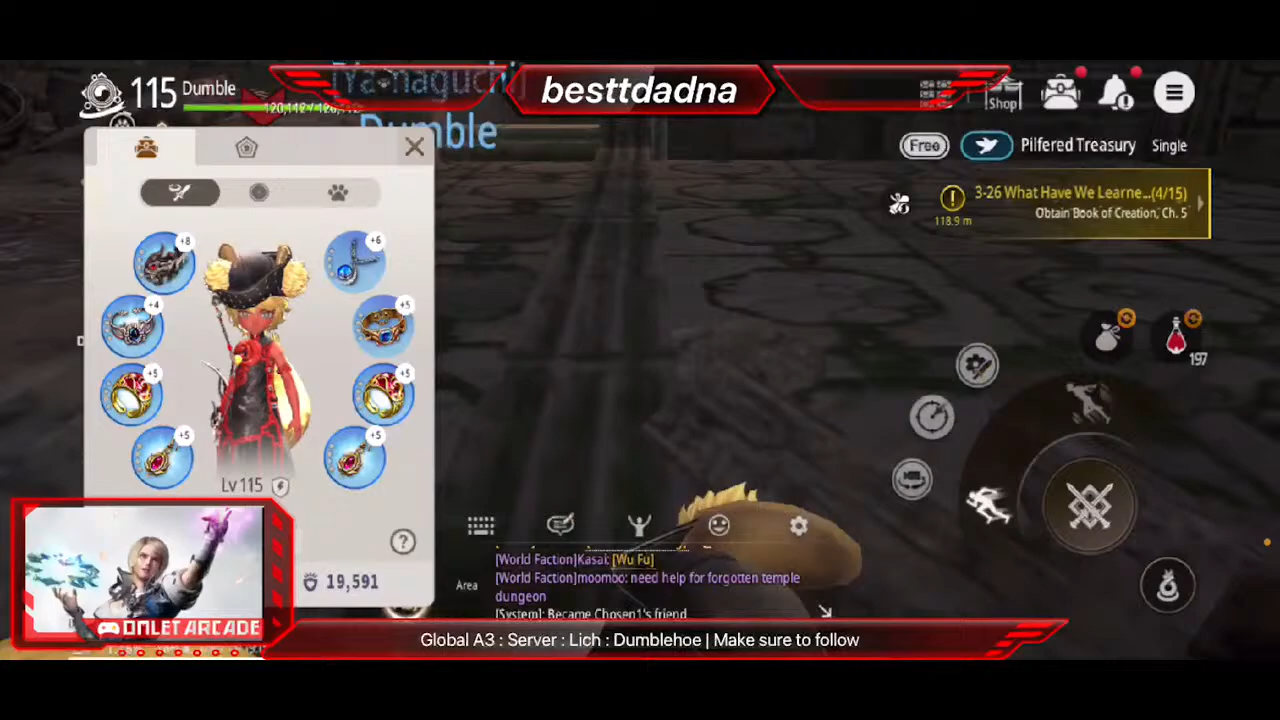 115 Dumble
besttdadna
Dumble
Shop
Free
Pilfered Treasury
Single
3-26 What Have We Learne...(4/15)
Obtain Book of Creation, Ch. 5
118.9 m
+8
+6
+4
+5
+5
+5
+5
+5
197
Lv 115
19,591
[World Faction]Kasai: [Wu Fu]
Area
[World Faction]moomoo: need help for forgotten temple
dungeon
[System]: Became Chosen1's friend
OMLET ARCADE
Global A3 : Server : Lich : Dumblehoe | Make sure to follow